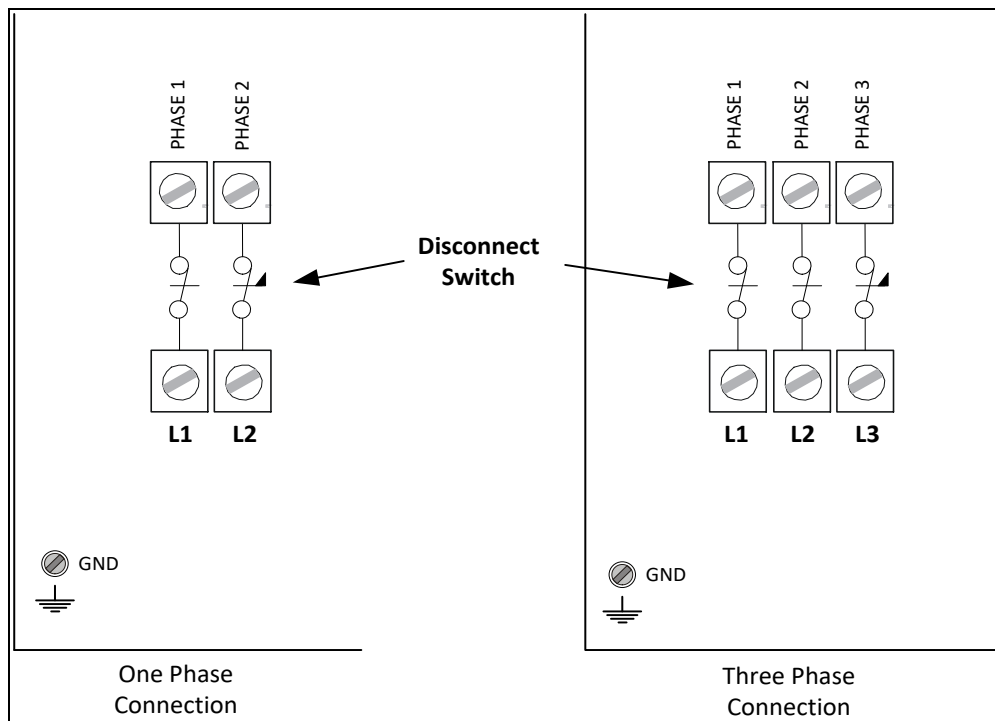 PHASE 1
PHASE 2
PHASE 1
PHASE 2
PHASE 3
Disconnect
Switch
L1
L2
L1
L2
L3
GND
GND
One Phase
Connection
Three Phase
Connection